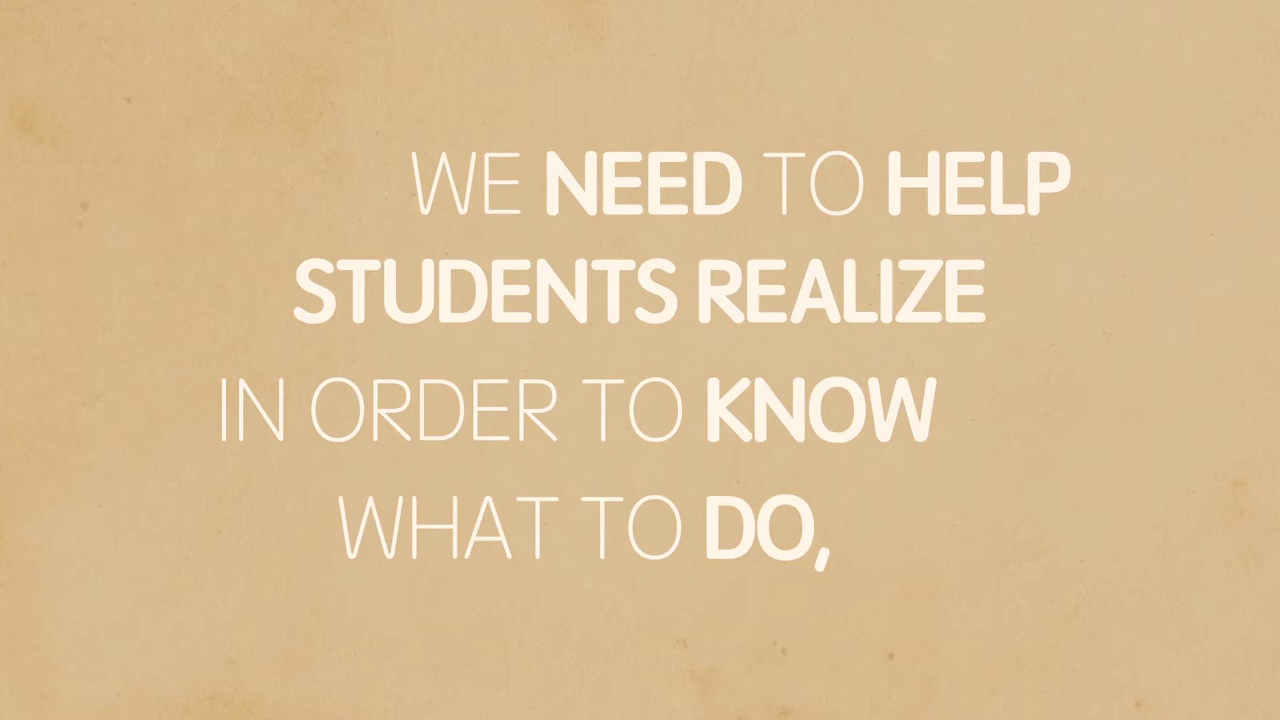 WE NEED TO HELP
STUDENTS REALIZE
IN ORDER TO KNOW
WHAT TO DO,